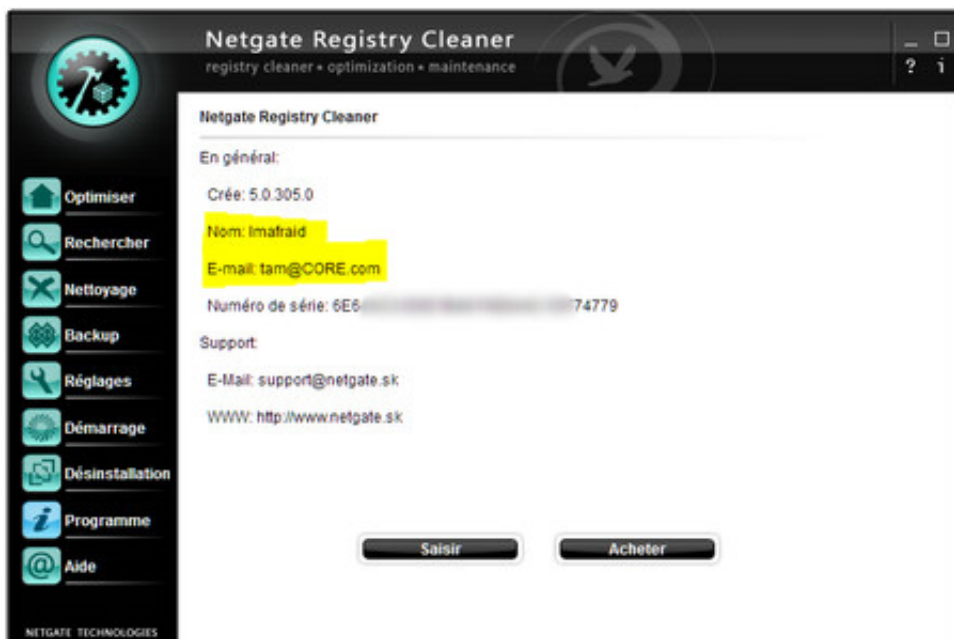 Netgate Registry Cleaner
registry cleaner • optimization • maintenance
? i
Netgate Registry Cleaner
En général:
Crée: 5.0.305.0
Nom: Imafraid
E-mail: tam@CORE.com
Numéro de série: 6E6 74779
Support:
E-Mail: support@netgate.sk
WWW: http://www.netgate.sk
Optimiser
Rechercher
Nettoyage
Backup
Réglages
Démarrage
Désinstallation
Programme
Aide
Saisir
Acheter
NETGATE TECHNOLOGIES